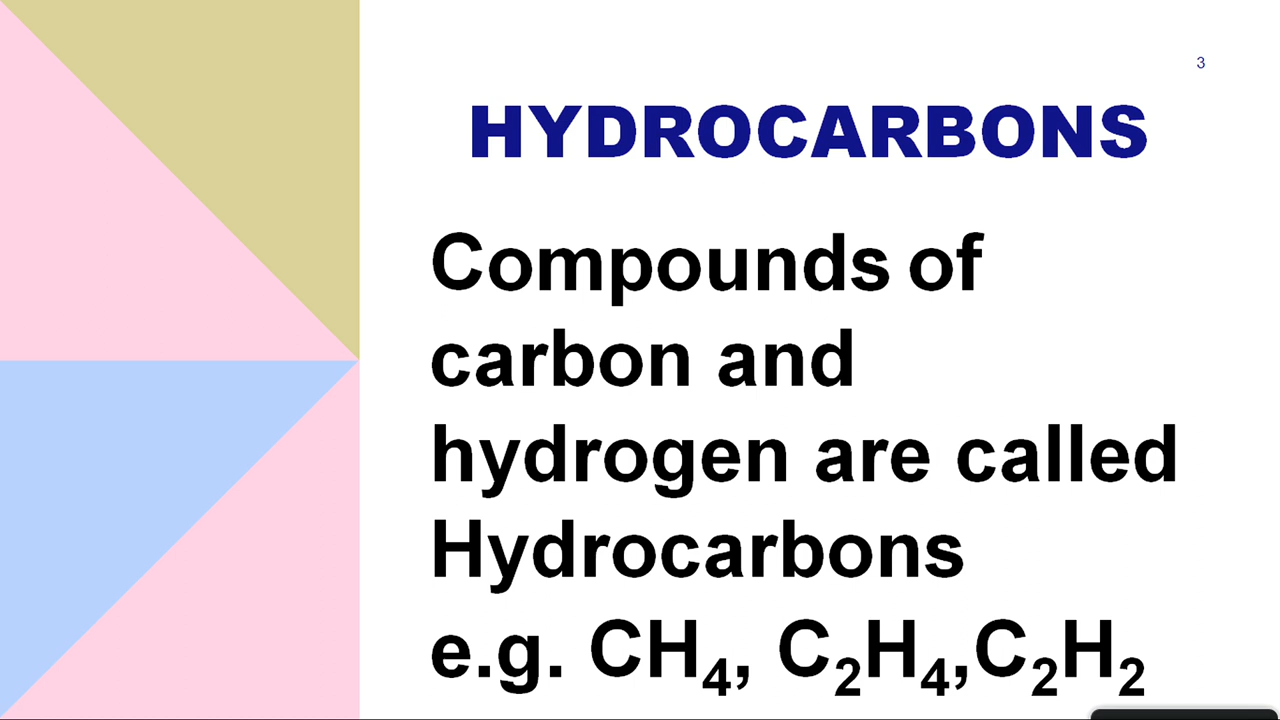 3
HYDROCARBONS
Compounds of
carbon and
hydrogen are called
Hydrocarbons
e.g. CH₄, C₂H₄,C₂H₂